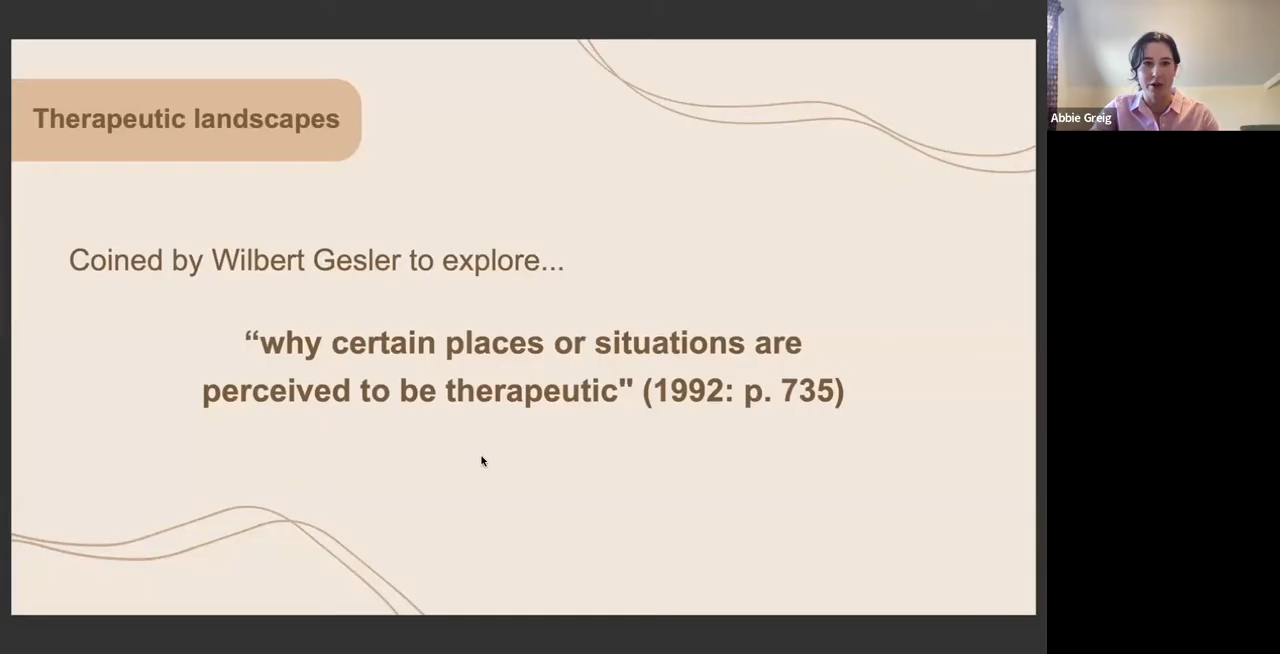 Therapeutic landscapes
Coined by Wilbert Gesler to explore...
“why certain places or situations are
perceived to be therapeutic" (1992: p. 735)
Abbie Greig